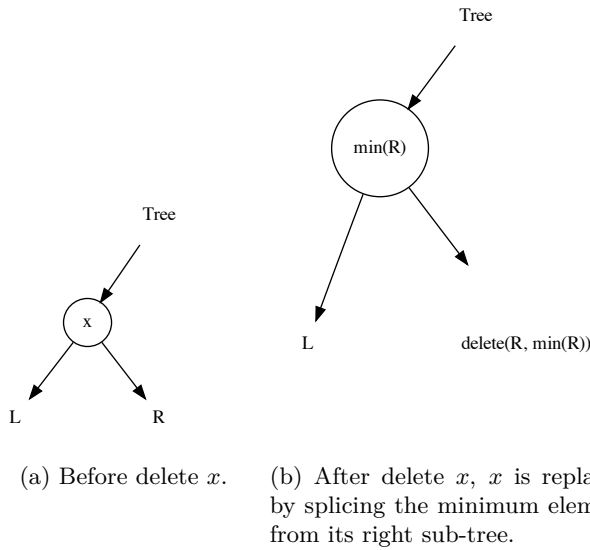 Tree
min(R)
L
delete(R, min(R))
Tree
x
L
R
(a) Before delete x.
(b) After delete x, x is repla
by splicing the minimum elem
from its right sub-tree.